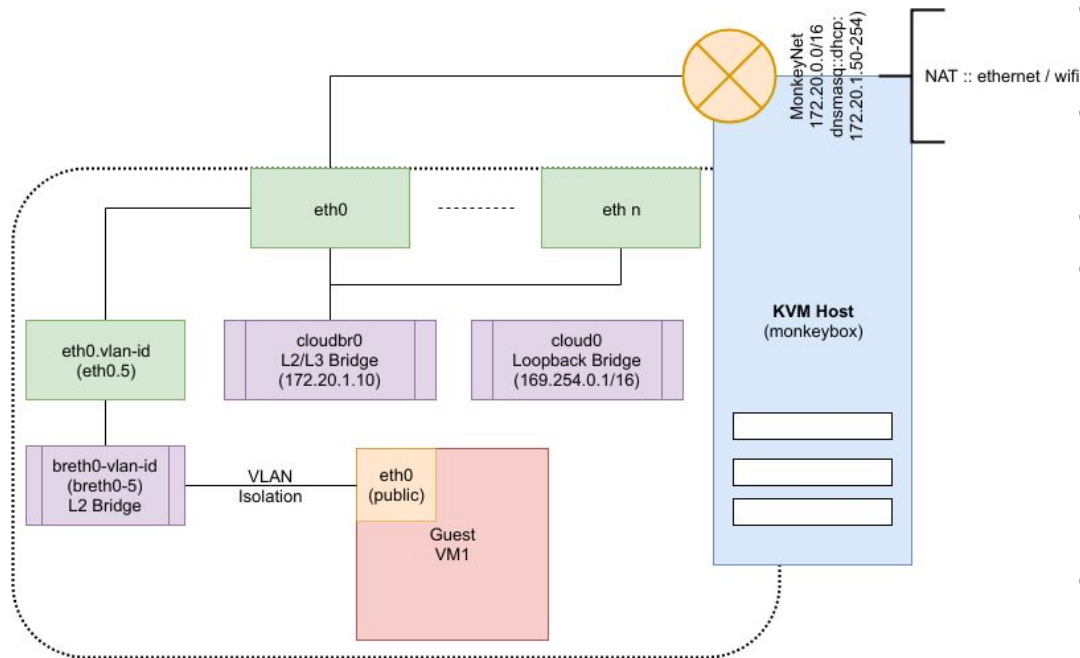 MonkeyNet
172.20.0.0/16
dnsmasq::dhcp:
172.20.1.50-254)
NAT :: ethernet / wifi
eth0
eth n
KVM Host
(monkeybox)
eth0.vlan-id
(eth0.5)
cloudbr0
L2/L3 Bridge
(172.20.1.10)
cloud0
Loopback Bridge
(169.254.0.1/16)
breth0-vlan-id
(breth0-5)
L2 Bridge
VLAN
Isolation
eth0
(public)
Guest
VM1